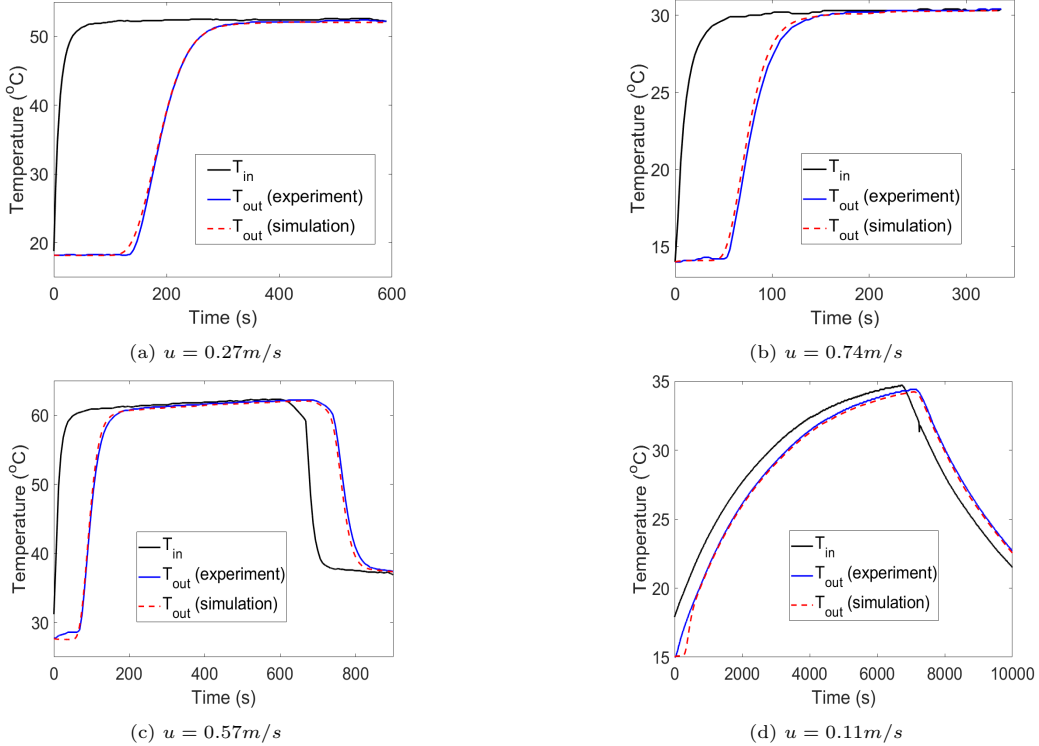 50
40
30
20
Temperature (°C)
T_in
T_out (experiment)
T_out (simulation)
0 200 400 600
Time (s)
(a) u = 0.27m/s
30
25
20
15
Temperature (°C)
T_in
T_out (experiment)
T_out (simulation)
0 100 200 300
Time (s)
(b) u = 0.74m/s
60
50
40
30
Temperature (°C)
T_in
T_out (experiment)
T_out (simulation)
0 200 400 600 800
Time (s)
(c) u = 0.57m/s
35
30
25
20
15
Temperature (°C)
T_in
T_out (experiment)
T_out (simulation)
0 2000 4000 6000 8000 10000
Time (s)
(d) u = 0.11m/s